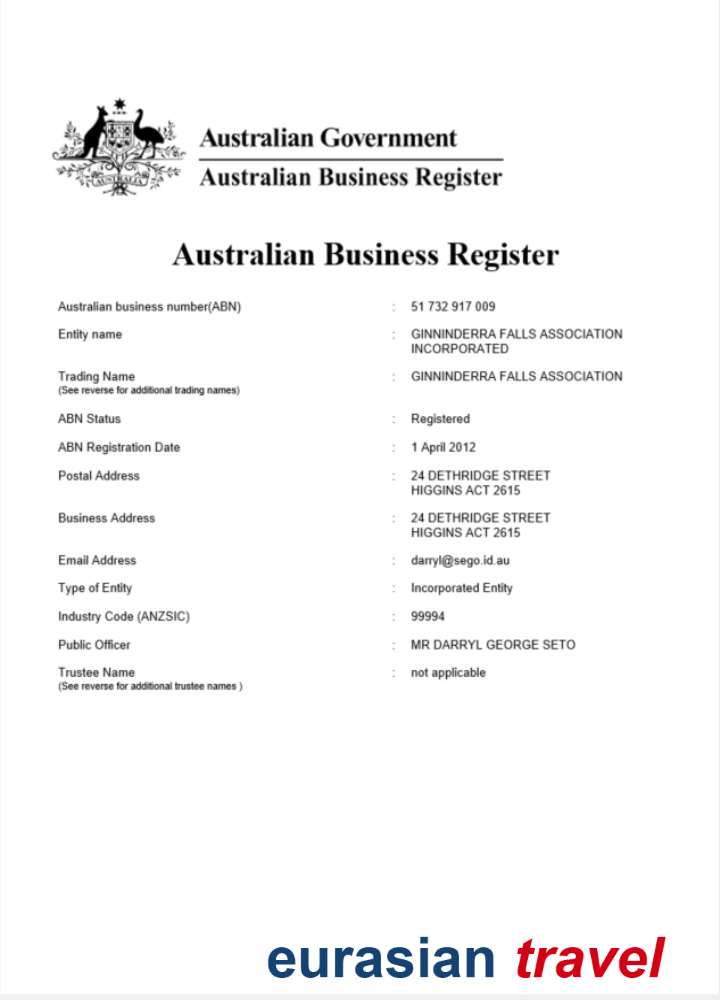 AUSTRALIA
Australian Government
Australian Business Register
Australian Business Register
Australian business number(ABN) : 51 732 917 009
Entity name : GINNINDERRA FALLS ASSOCIATION
INCORPORATED
Trading Name : GINNINDERRA FALLS ASSOCIATION
(See reverse for additional trading names)
ABN Status : Registered
ABN Registration Date : 1 April 2012
Postal Address : 24 DETHRIDGE STREET
HIGGINS ACT 2615
Business Address : 24 DETHRIDGE STREET
HIGGINS ACT 2615
Email Address : darryl@sego.id.au
Type of Entity : Incorporated Entity
Industry Code (ANZSIC) : 99994
Public Officer : MR DARRYL GEORGE SETO
Trustee Name : not applicable
(See reverse for additional trustee names )
eurasian travel